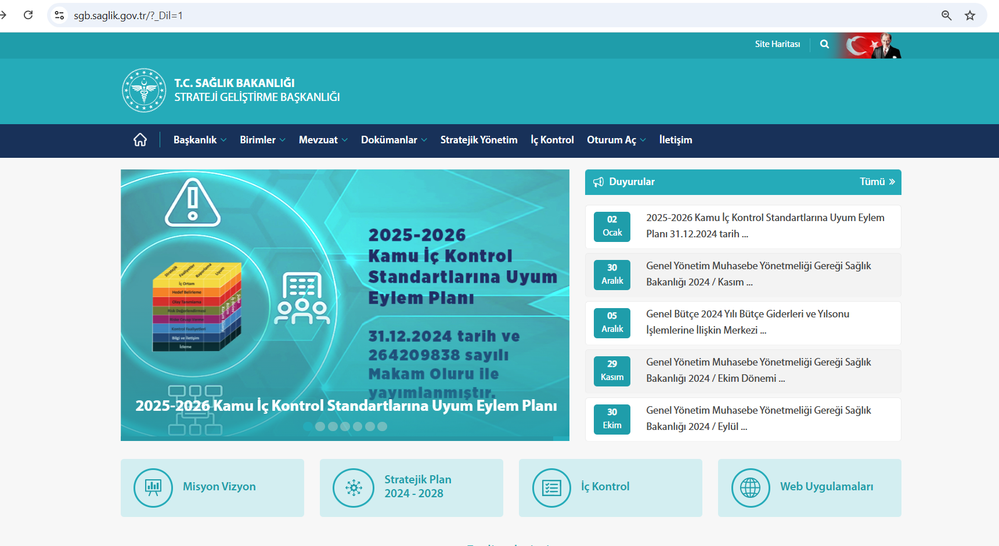 sgb.saglik.gov.tr/?_Dil=1
Site Haritası
T.C. SAĞLIK BAKANLIĞI
STRATEJİ GELİŞTİRME BAŞKANLIĞI
Başkanlık
Birimler
Mevzuat
Dokümanlar
Stratejik Yönetim
İç Kontrol
Oturum Aç
İletişim
2025-2026
Kamu İç Kontrol
Standartlarına Uyum
Eylem Planı
31.12.2024 tarih ve
264209838 sayılı
Makam Oluru ile
yayımlanmıştır.
Stratejik
Faaliyetler
Raporlama
Uyum
İç Ortam
Hedef Belirleme
Olay Tanımlama
Risk Değerlendirmesi
Riske Cevap Verme
Kontrol Faaliyetleri
Bilgi ve İletişim
İzleme
Şube
İş Birimi
Bölüm
2025-2026 Kamu İç Kontrol Standartlarına Uyum Eylem Planı
Duyurular
Tümü
02
Ocak
2025-2026 Kamu İç Kontrol Standartlarına Uyum Eylem
Planı 31.12.2024 tarih ...
30
Aralık
Genel Yönetim Muhasebe Yönetmeliği Gereği Sağlık
Bakanlığı 2024 / Kasım ...
05
Aralık
Genel Bütçe 2024 Yılı Bütçe Giderleri ve Yılsonu
İşlemlerine İlişkin Merkezi ...
29
Kasım
Genel Yönetim Muhasebe Yönetmeliği Gereği Sağlık
Bakanlığı 2024 / Ekim Dönemi ...
30
Ekim
Genel Yönetim Muhasebe Yönetmeliği Gereği Sağlık
Bakanlığı 2024 / Eylül ...
Misyon Vizyon
Stratejik Plan
2024 - 2028
İç Kontrol
Web Uygulamaları